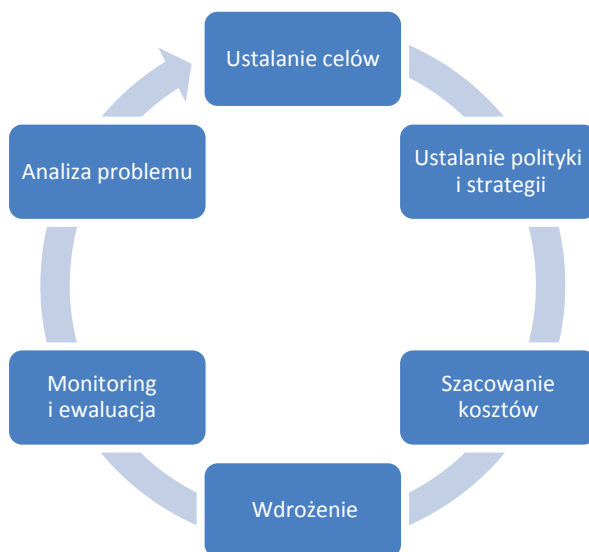 Ustalanie celów
Ustalanie polityki
i strategii
Szacowanie
kosztów
Wdrożenie
Monitoring
i ewaluacja
Analiza problemu